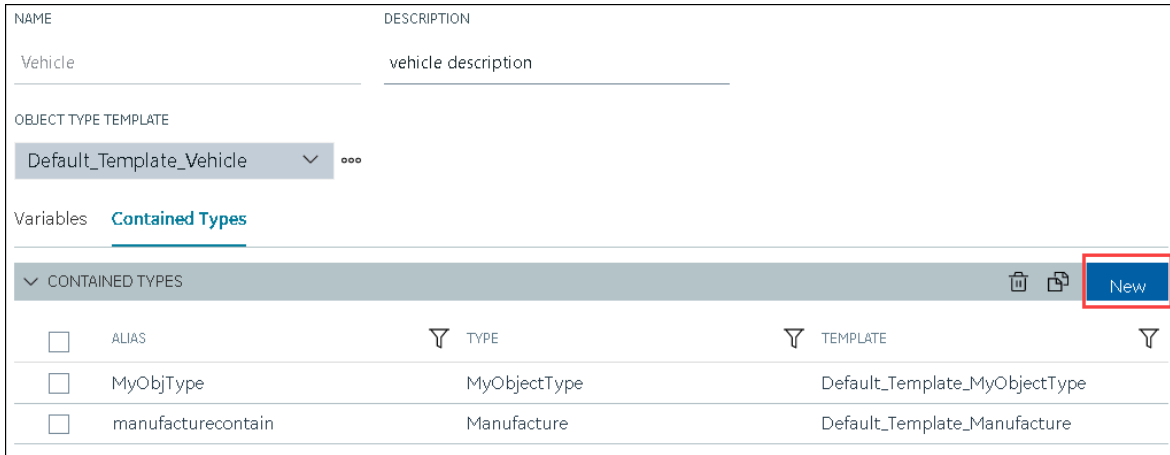 NAME DESCRIPTION
Vehicle vehicle description
OBJECT TYPE TEMPLATE
Default_Template_Vehicle
Variables Contained Types
CONTAINED TYPES New
ALIAS TYPE TEMPLATE
MyObjType MyObjectType Default_Template_MyObjectType
manufacturecontain Manufacture Default_Template_Manufacture